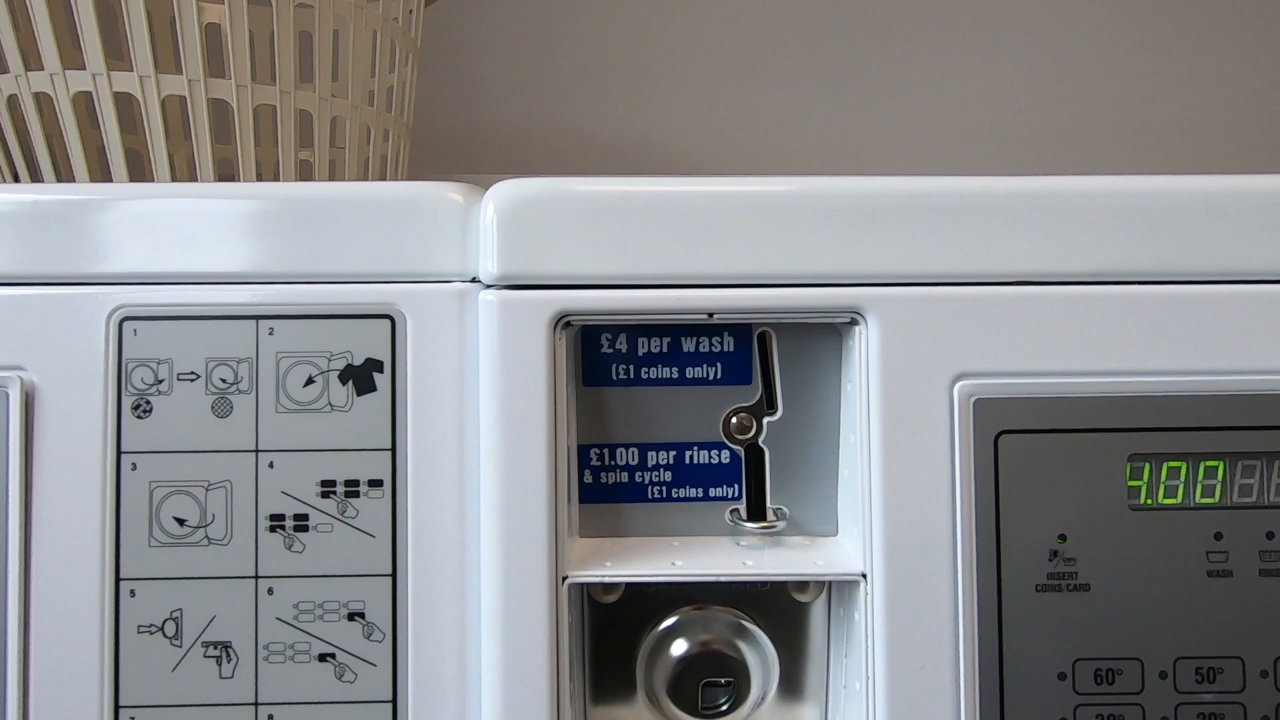 1
2
3
4
5
6
£4 per wash
(£1 coins only)
£1.00 per rinse
& spin cycle
(£1 coins only)
4.00
INSERT
COINS/CARD
WASH
60°
50°